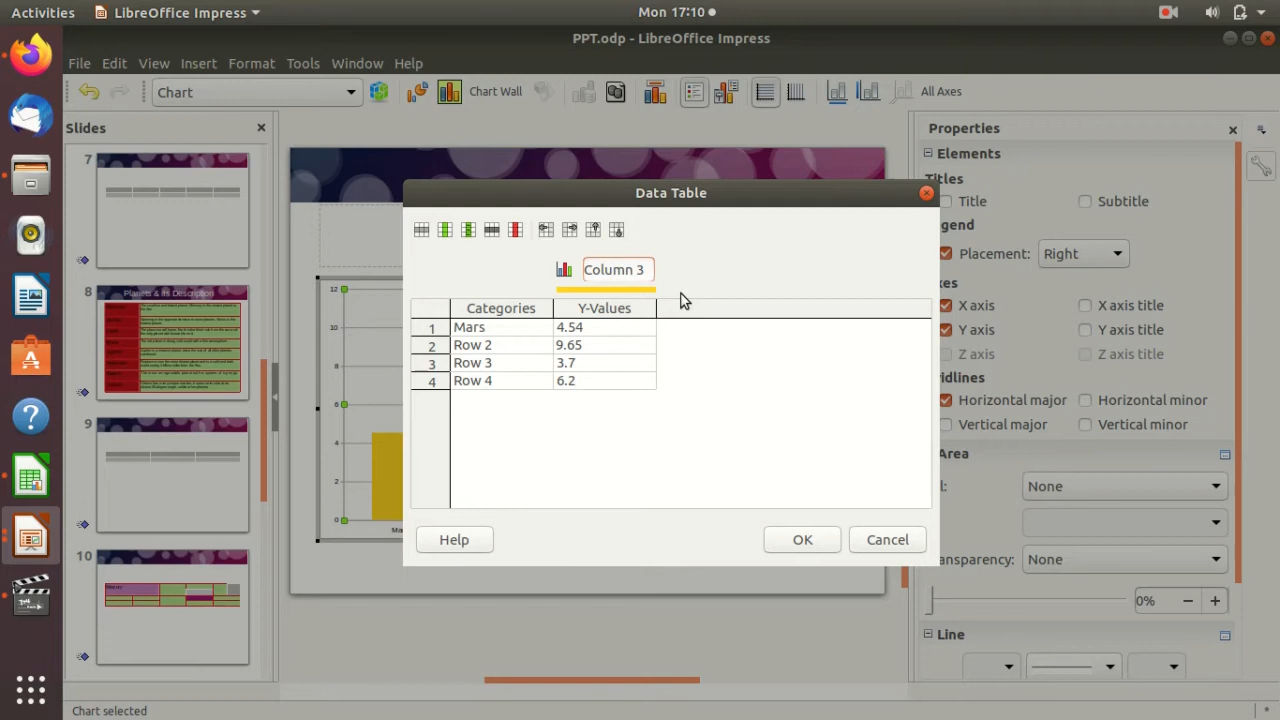 Activities LibreOffice Impress Mon 17:10
PPT.odp - LibreOffice Impress
File Edit View Insert Format Tools Window Help
Chart Chart Wall All Axes
Slides
Properties
Elements
Titles
Title Subtitle
egend
Placement: Right
xes
X axis X axis title
Y axis Y axis title
Z axis Z axis title
ridlines
Horizontal major Horizontal minor
Vertical major Vertical minor
Area
l: None
ansparency: None
0%
Line
7
8
Planets & its Description
9
10
12
10
8
6
4
2
0
Ma
Data Table
Column 3
Categories Y-Values
1 Mars 4.54
2 Row 2 9.65
3 Row 3 3.7
4 Row 4 6.2
Help OK Cancel
Chart selected